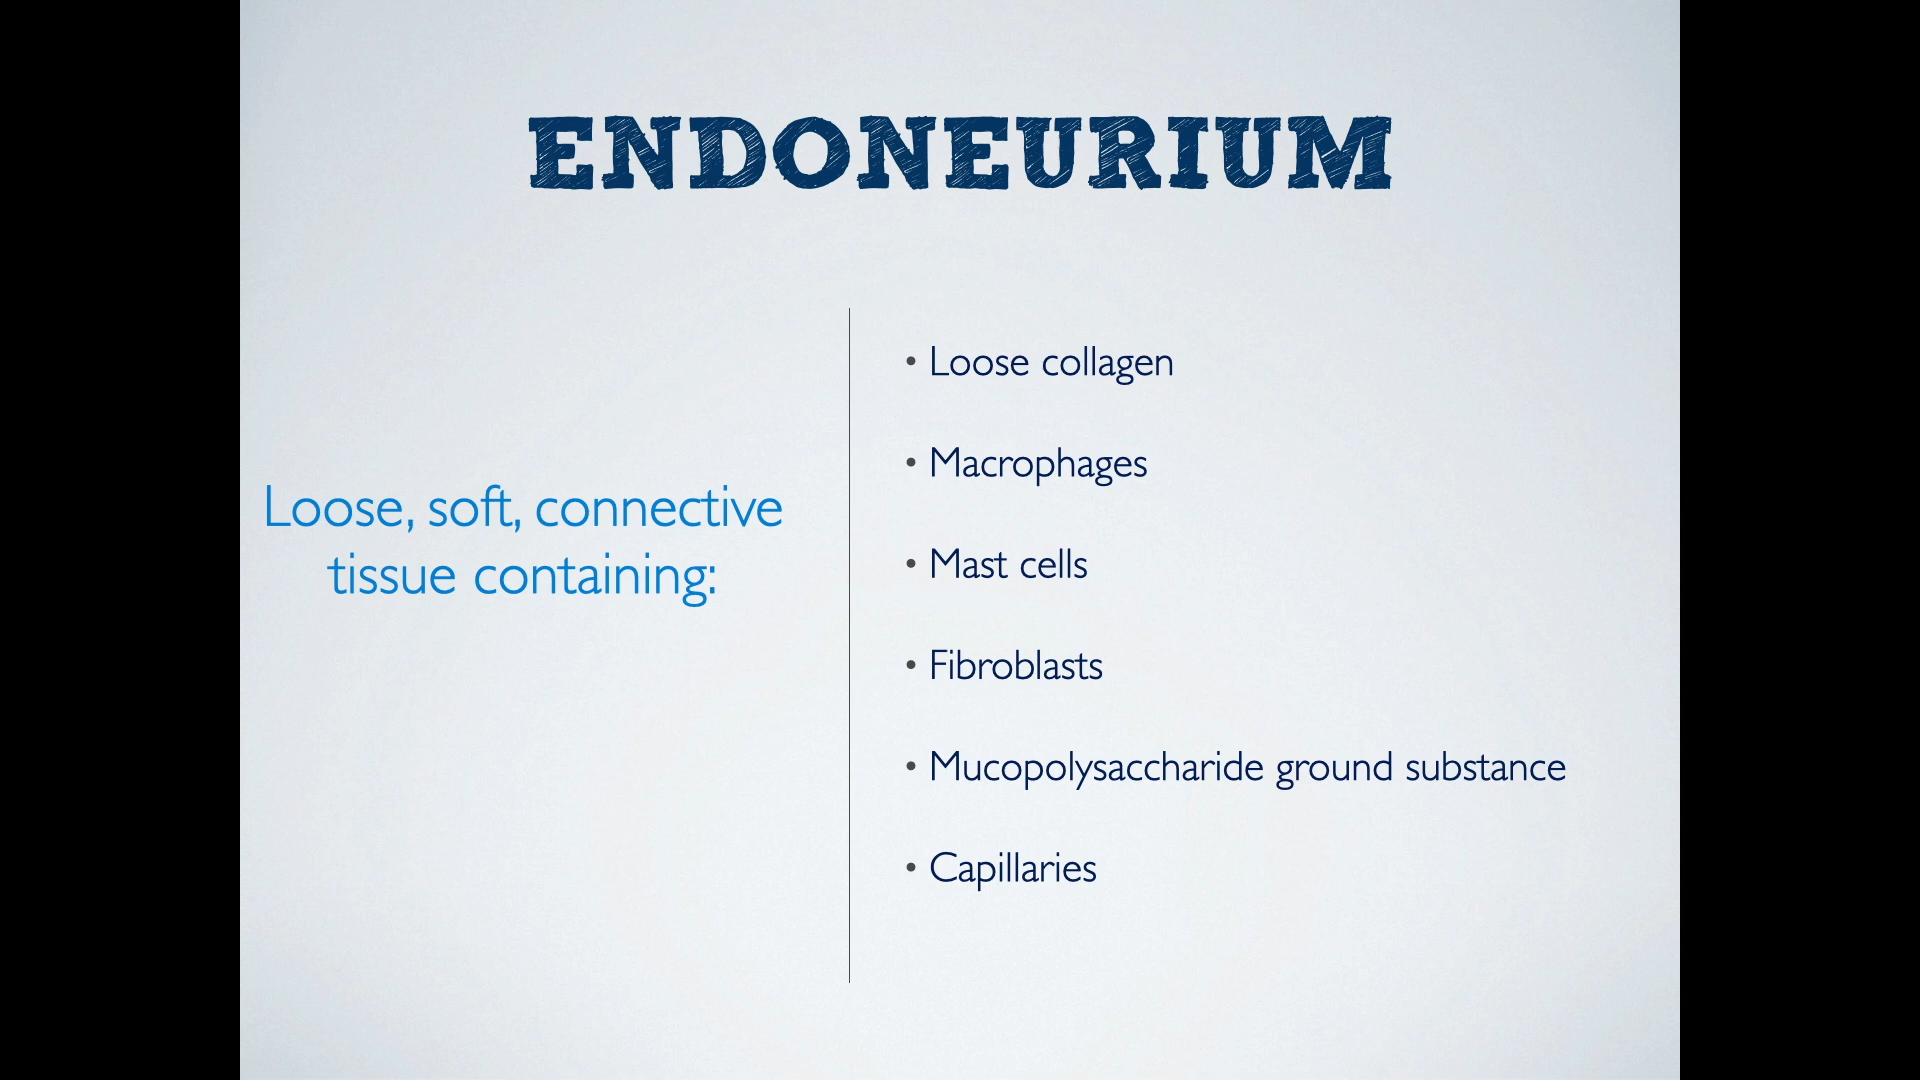 ENDONEURIUM
Loose, soft, connective
tissue containing:
• Loose collagen
• Macrophages
• Mast cells
• Fibroblasts
• Mucopolysaccharide ground substance
• Capillaries